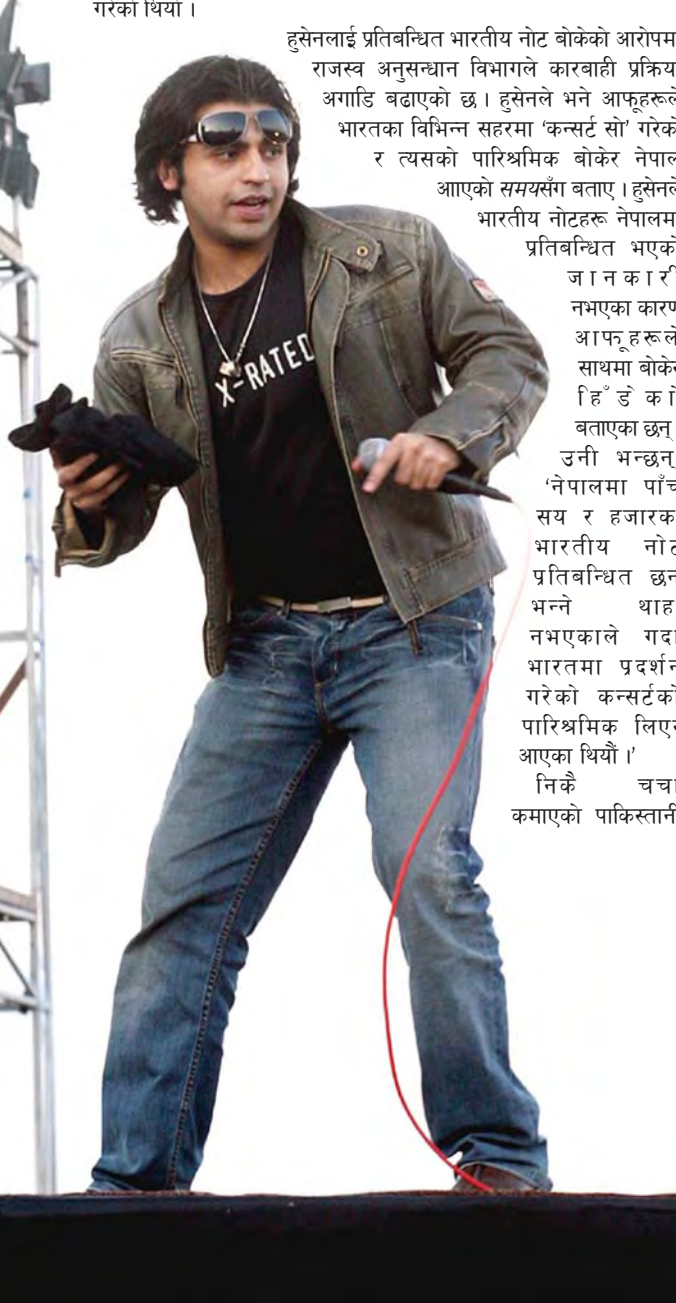 गरेको थियो ।
हुसेनलाई प्रतिबन्धित भारतीय नोट बोकेको आरोपम
राजस्व अनुसन्धान विभागले कारबाही प्रक्रिय
अगाडि बढाएको छ । हुसेनले भने आफूहरूले
भारतका विभिन्न सहरमा ‘कन्सर्ट सो’ गरेको
र त्यसको पारिश्रमिक बोकेर नेपाल
आाएको समयसँग बताए । हुसेनले
भारतीय नोटहरू नेपालम
प्रतिबन्धित भएको
जानकारी
नभएका कारण
आफूहरूले
साथमा बोकेर
हिँडेको
बताएका छन्
उनी भन्छन्
‘नेपालमा पाँच
सय र हजारक
भारतीय नोट
प्रतिबन्धित छन्
भन्ने थाह
नभएकाले गर्दा
भारतमा प्रदर्शन
गरेको कन्सर्टको
पारिश्रमिक लिएर
आएका थियौं ।’
निकै चर्चा
कमाएको पाकिस्तानी
X-RATED